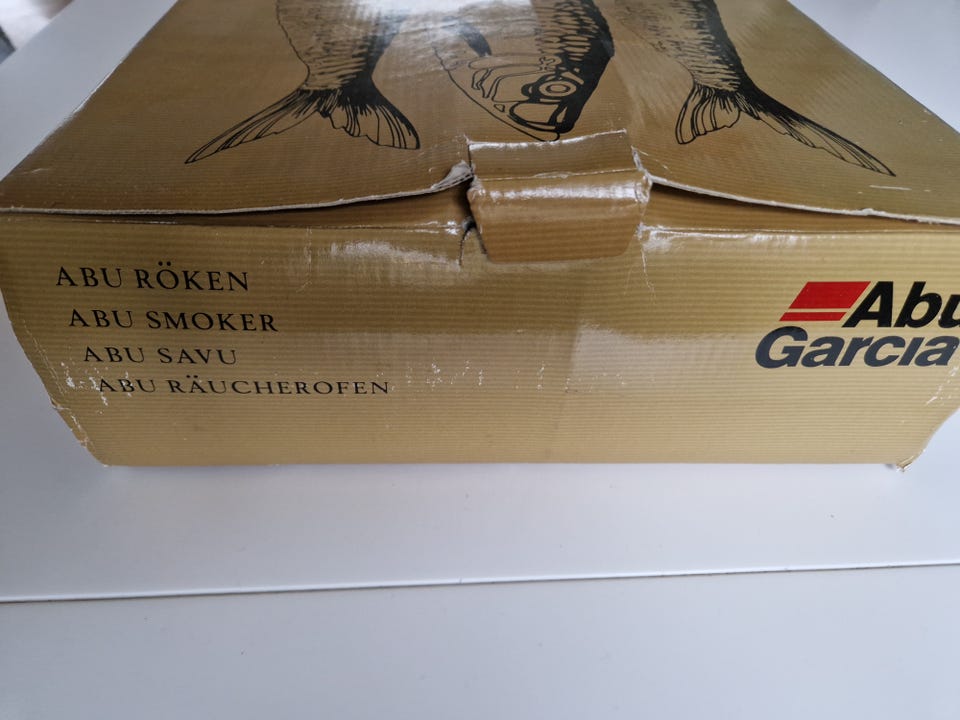 ABU RÖKEN
ABU SMOKER
ABU SAVU
ABU RÄUCHEROFEN
Abu
Garcia